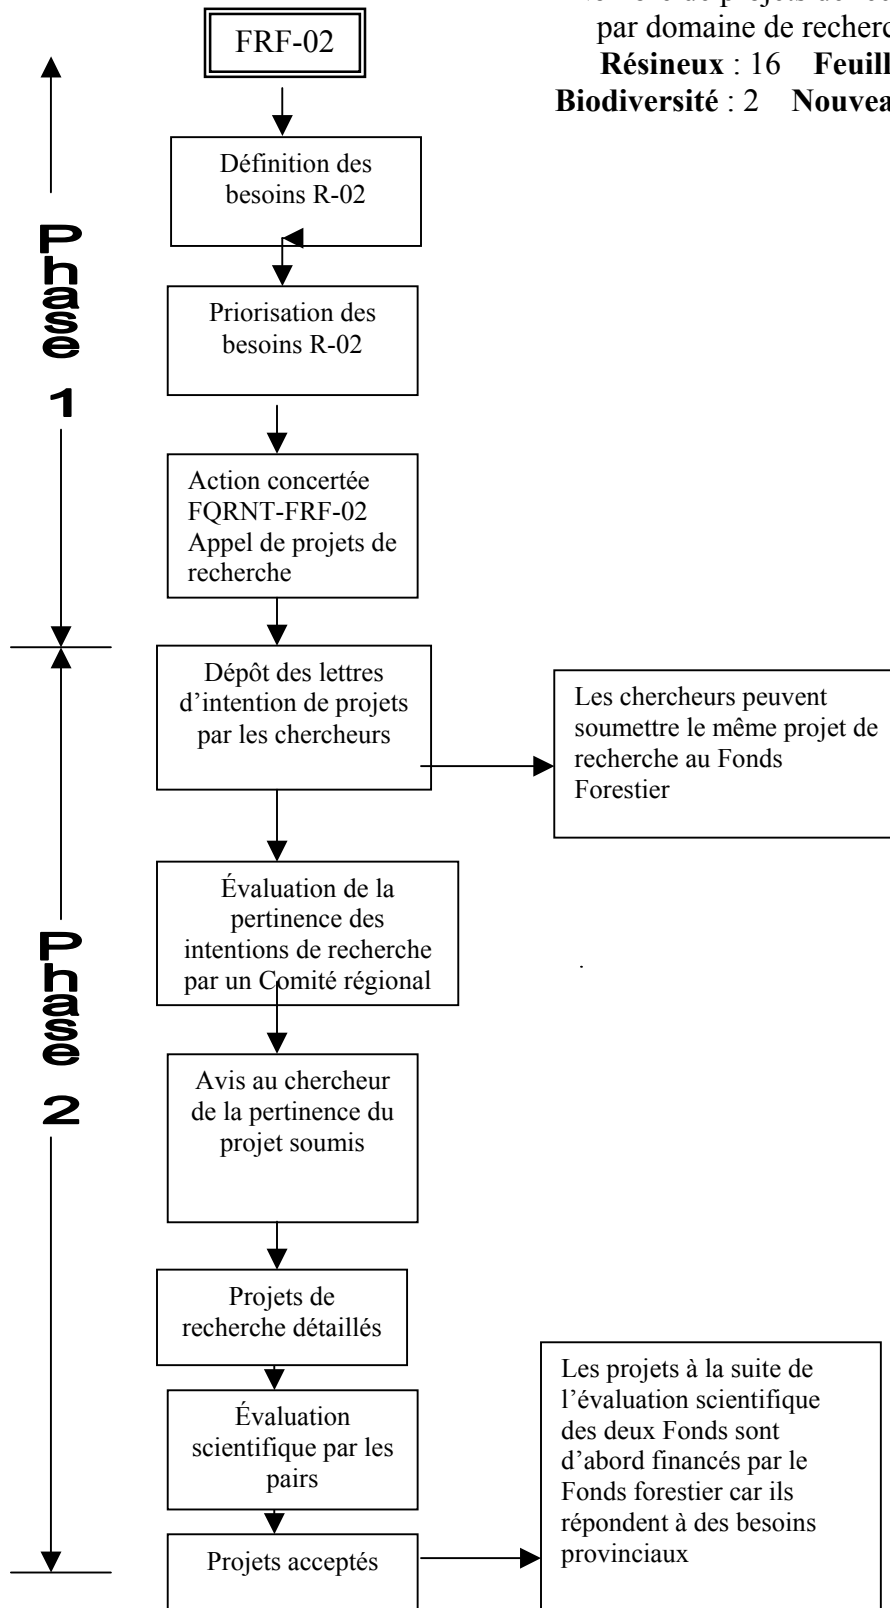 FRF-02
par domaine de recherc
Résineux : 16 Feuill
Biodiversité : 2 Nouvea
Phase 1
Définition des
besoins R-02
Priorisation des
besoins R-02
Action concertée
FQRNT-FRF-02
Appel de projets de
recherche
Phase 2
Dépôt des lettres
d’intention de projets
par les chercheurs
Les chercheurs peuvent
soumettre le même projet de
recherche au Fonds
Forestier
Évaluation de la
pertinence des
intentions de recherche
par un Comité régional
Avis au chercheur
de la pertinence du
projet soumis
Projets de
recherche détaillés
Évaluation
scientifique par les
pairs
Projets acceptés
Les projets à la suite de
l’évaluation scientifique
des deux Fonds sont
d’abord financés par le
Fonds forestier car ils
répondent à des besoins
provinciaux